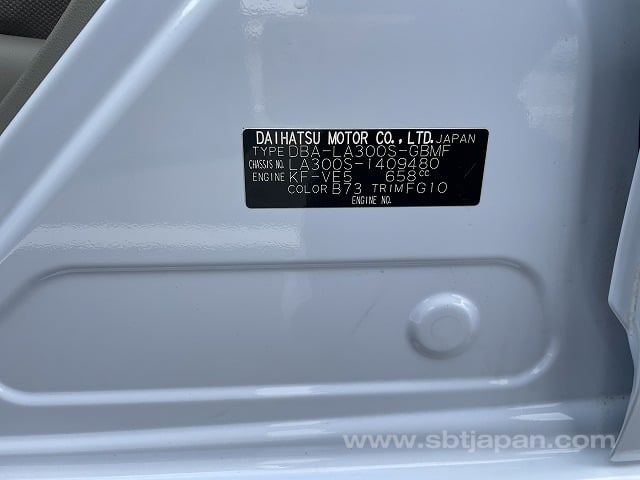 DAIHATSU MOTOR CO., LTD. JAPAN
TYPE DBA-LA300S-GBMF
CHASSIS NO. LA300S-1409480
ENGINE KF-VE5 658cc
COLOR B73 TRIM FG10
ENGINE NO.
www.sbtjapan.com